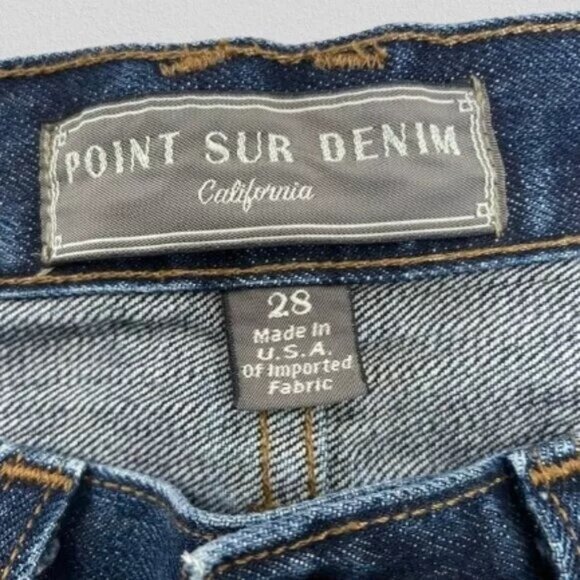 POINT SUR DENIM
California
28
Made In
U.S.A.
Of Imported
Fabric